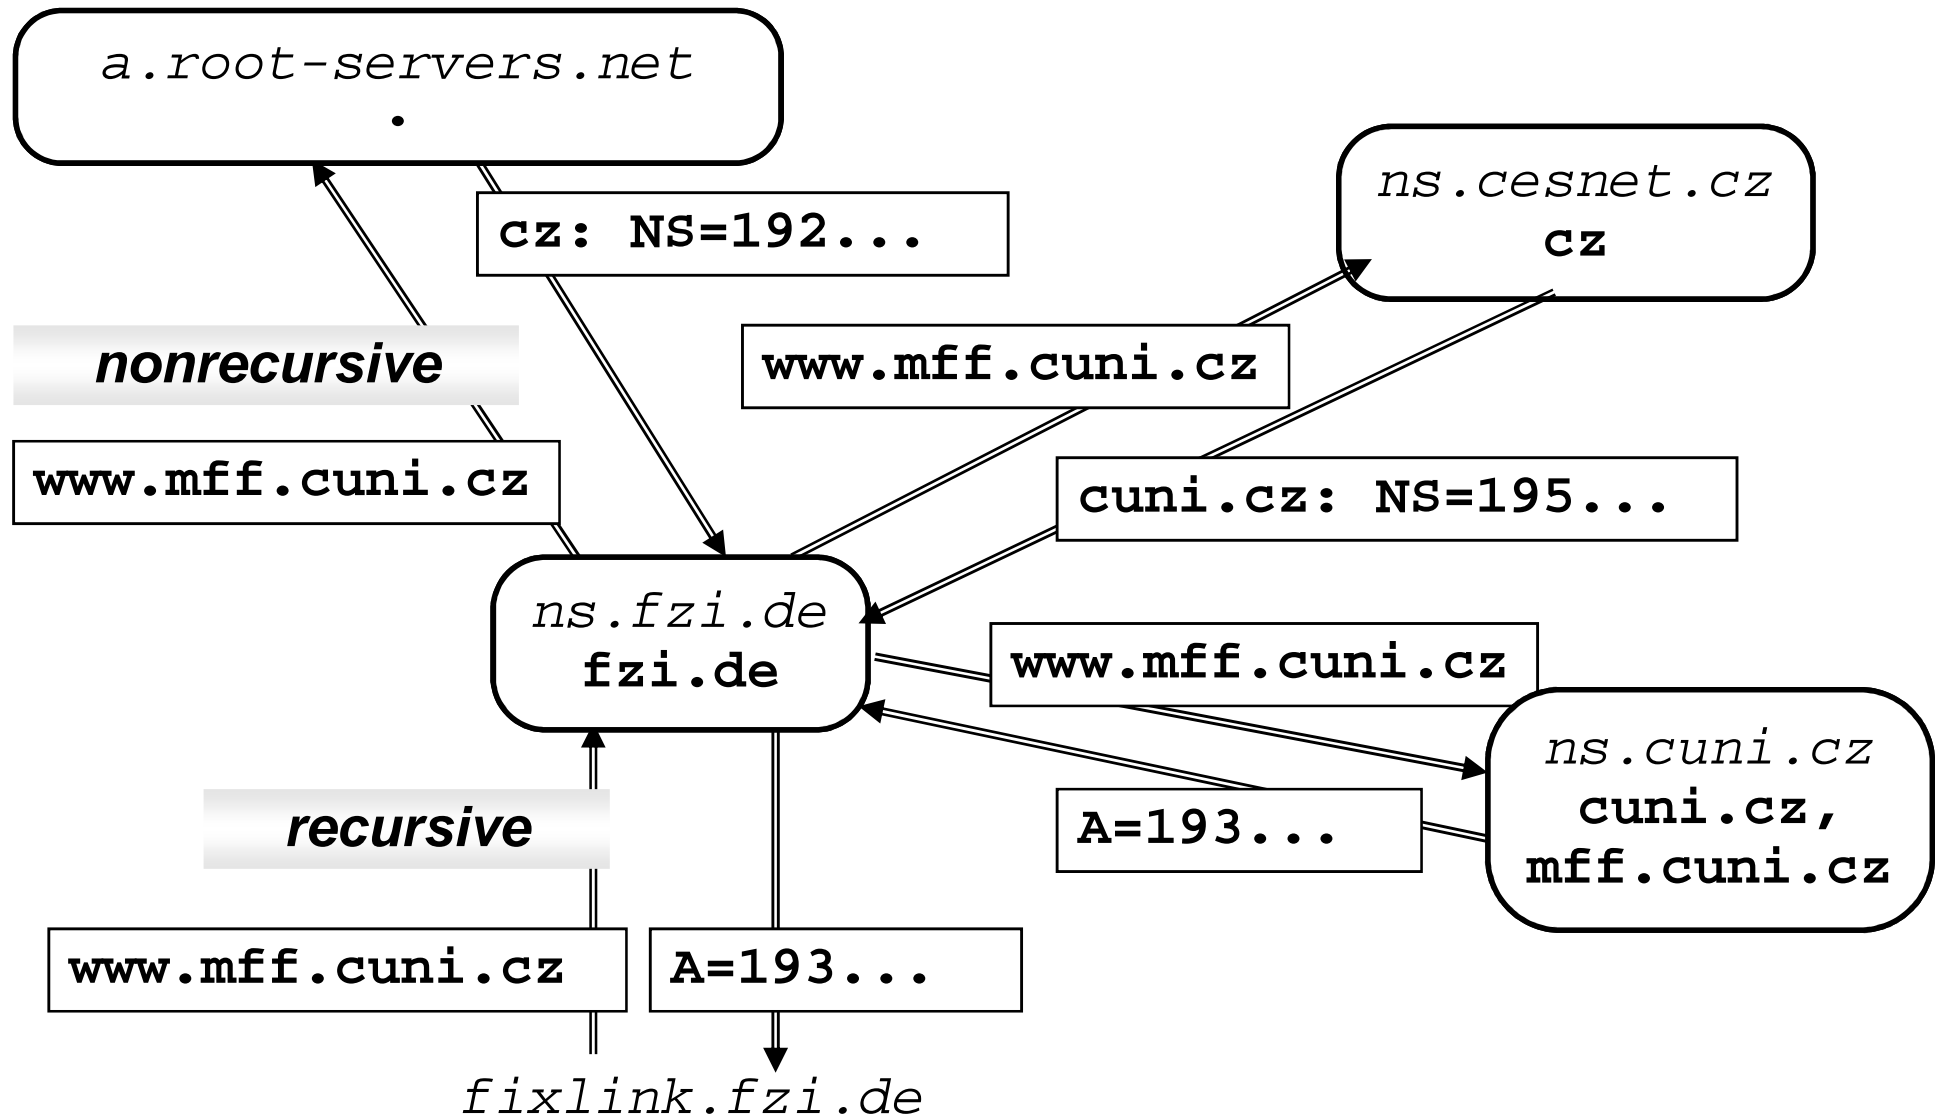 a.root-servers.net
.
cz: NS=192...
ns.cesnet.cz
cz
nonrecursive
www.mff.cuni.cz
www.mff.cuni.cz
cuni.cz: NS=195...
ns.fzi.de
fzi.de
www.mff.cuni.cz
ns.cuni.cz
cuni.cz,
mff.cuni.cz
recursive
A=193...
www.mff.cuni.cz
A=193...
fixlink.fzi.de